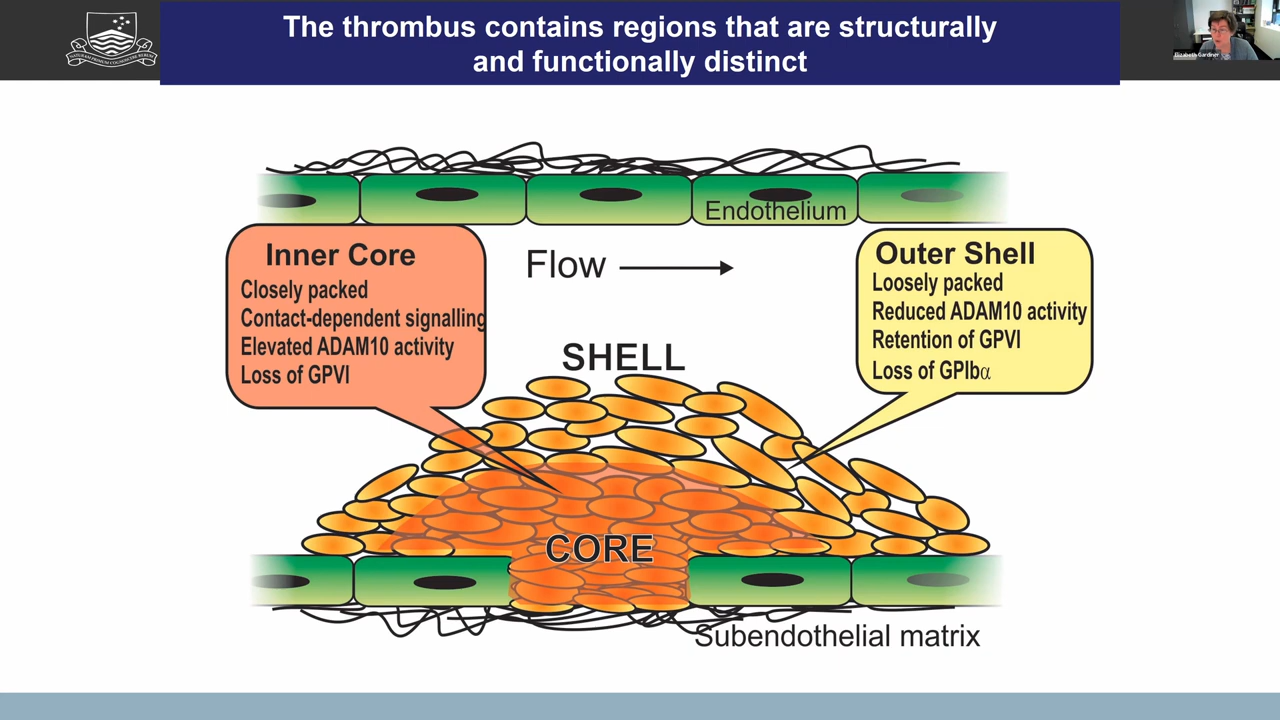 The thrombus contains regions that are structurally
and functionally distinct
Elizabeth Gardiner
Endothelium
Inner Core
Closely packed
Contact-dependent signalling
Elevated ADAM10 activity
Loss of GPVI
Flow
Outer Shell
Loosely packed
Reduced ADAM10 activity
Retention of GPVI
Loss of GPIbα
SHELL
CORE
Subendothelial matrix